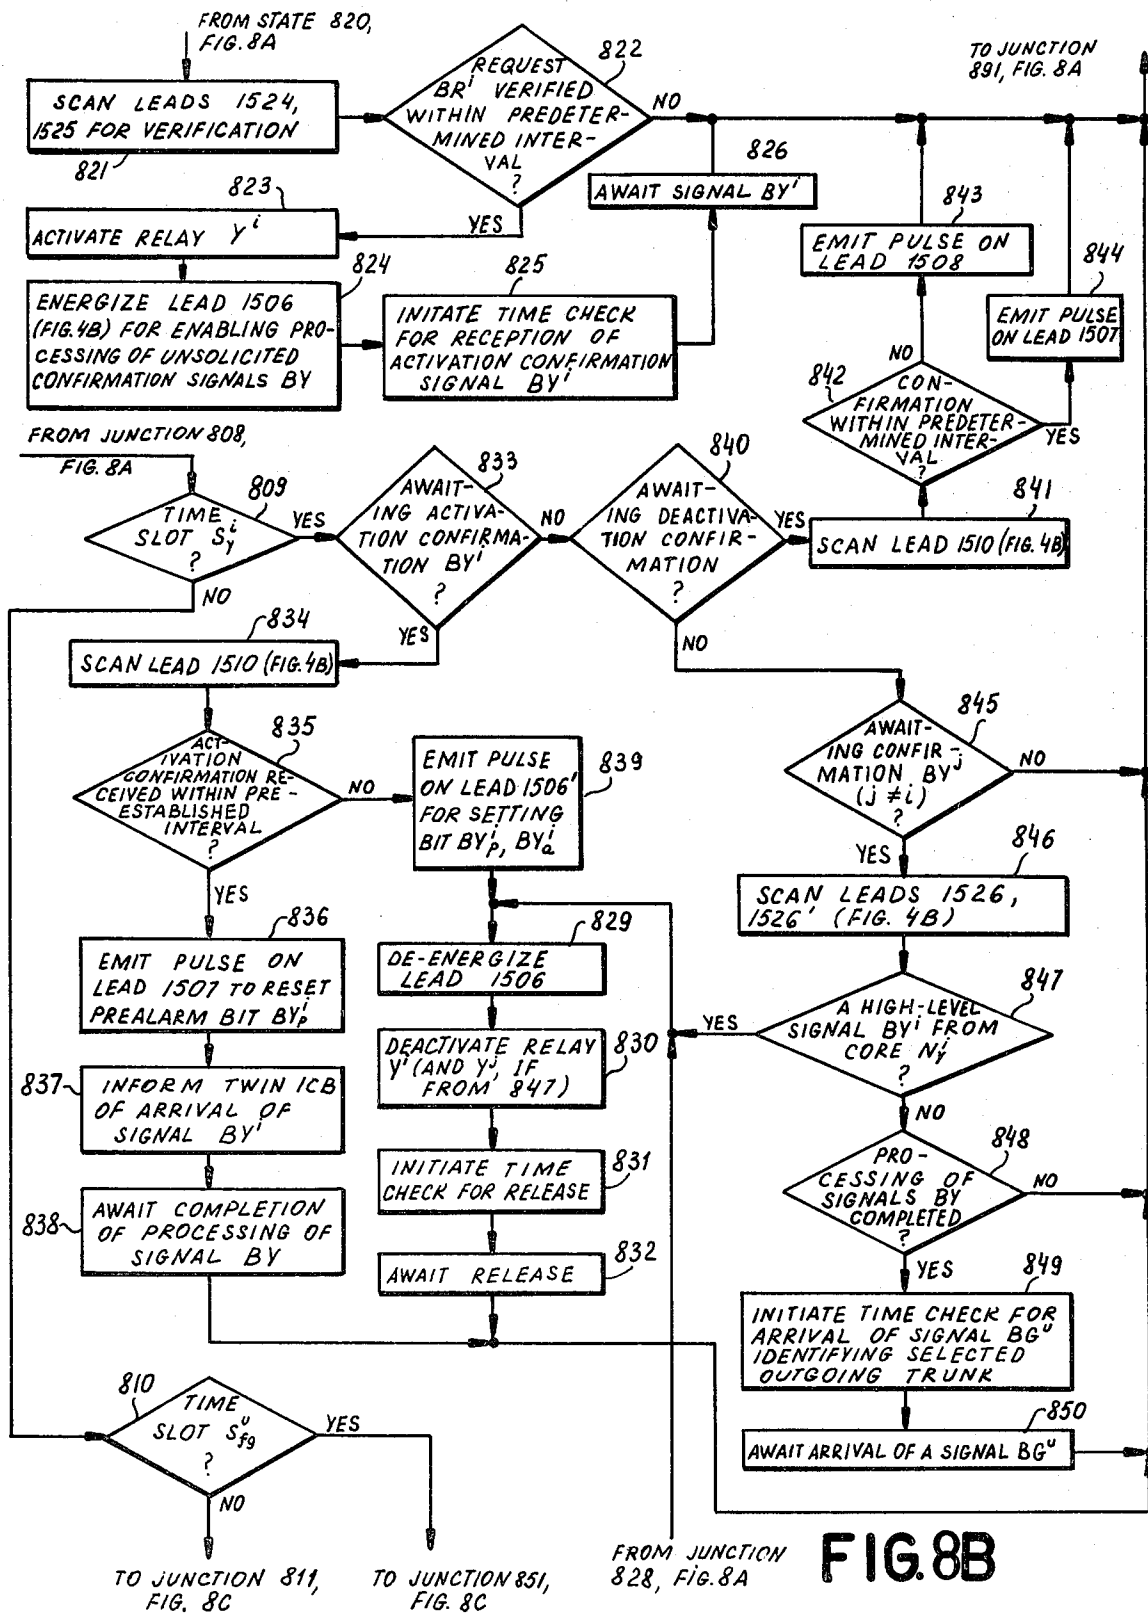 FROM STATE 820,
FIG. 8A
SCAN LEADS 1524,
1525 FOR VERIFICATION
821
822
REQUEST
BRⁱ VERIFIED
WITHIN PREDETER-
MINED INTER-
VAL
?
NO
YES
TO JUNCTION
891, FIG. 8A
823
ACTIVATE RELAY Yⁱ
826
AWAIT SIGNAL BYⁱ
824
ENERGIZE LEAD 1506
(FIG. 4B) FOR ENABLING PRO-
CESSING OF UNSOLICITED
CONFIRMATION SIGNALS BY
825
INITATE TIME CHECK
FOR RECEPTION OF
ACTIVATION CONFIRMATION
SIGNAL BYⁱ
843
EMIT PULSE ON
LEAD 1508
844
EMIT PULSE
ON LEAD 1507
NO
842
CON-
FIRMATION
WITHIN PREDETER-
MINED INTER-
VAL
?
YES
FROM JUNCTION 808,
FIG. 8A
809
TIME
SLOT S_yⁱ
?
YES
NO
833
AWAIT-
ING ACTIVA-
TION CONFIRMA-
TION BYⁱ
?
NO
YES
840
AWAIT-
ING DEACTIVA-
TION CONFIR-
MATION
?
YES
NO
841
SCAN LEAD 1510 (FIG. 4B)
834
SCAN LEAD 1510 (FIG. 4B)
835
ACT-
IVATION
CONFIRMATION RE-
CEIVED WITHIN PRE-
ESTABLISHED
INTERVAL
?
NO
YES
EMIT PULSE
ON LEAD 1506'
FOR SETTING
BIT BY_pⁱ, BY_aⁱ
839
845
AWAIT-
ING CONFIR-
MATION BYʲ
(j ≠ i)
?
NO
YES
846
SCAN LEADS 1526,
1526' (FIG. 4B)
836
EMIT PULSE ON
LEAD 1507 TO RESET
PREALARM BIT BY_pⁱ
829
DE-ENERGIZE
LEAD 1506
847
A HIGH-LEVEL
SIGNAL BYⁱ FROM
CORE N_yⁱ
?
YES
NO
DEACTIVATE RELAY
Yⁱ (AND Yʲ, IF
FROM 847)
830
837
INFORM TWIN ICB
OF ARRIVAL OF
SIGNAL BYⁱ
848
PRO-
CESSING OF
SIGNALS BY
COMPLETED
?
NO
YES
INITIATE TIME
CHECK FOR RELEASE
831
838
AWAIT COMPLETION
OF PROCESSING OF
SIGNAL BY
AWAIT RELEASE
832
849
INITIATE TIME CHECK FOR
ARRIVAL OF SIGNAL BGᵘ
IDENTIFYING SELECTED
OUTGOING TRUNK
850
AWAIT ARRIVAL OF A SIGNAL BGᵘ
810
TIME
SLOT S_fgᵘ
?
YES
NO
TO JUNCTION 811,
FIG. 8C
TO JUNCTION 851,
FIG. 8C
FROM JUNCTION
828, FIG. 8A
FIG. 8B